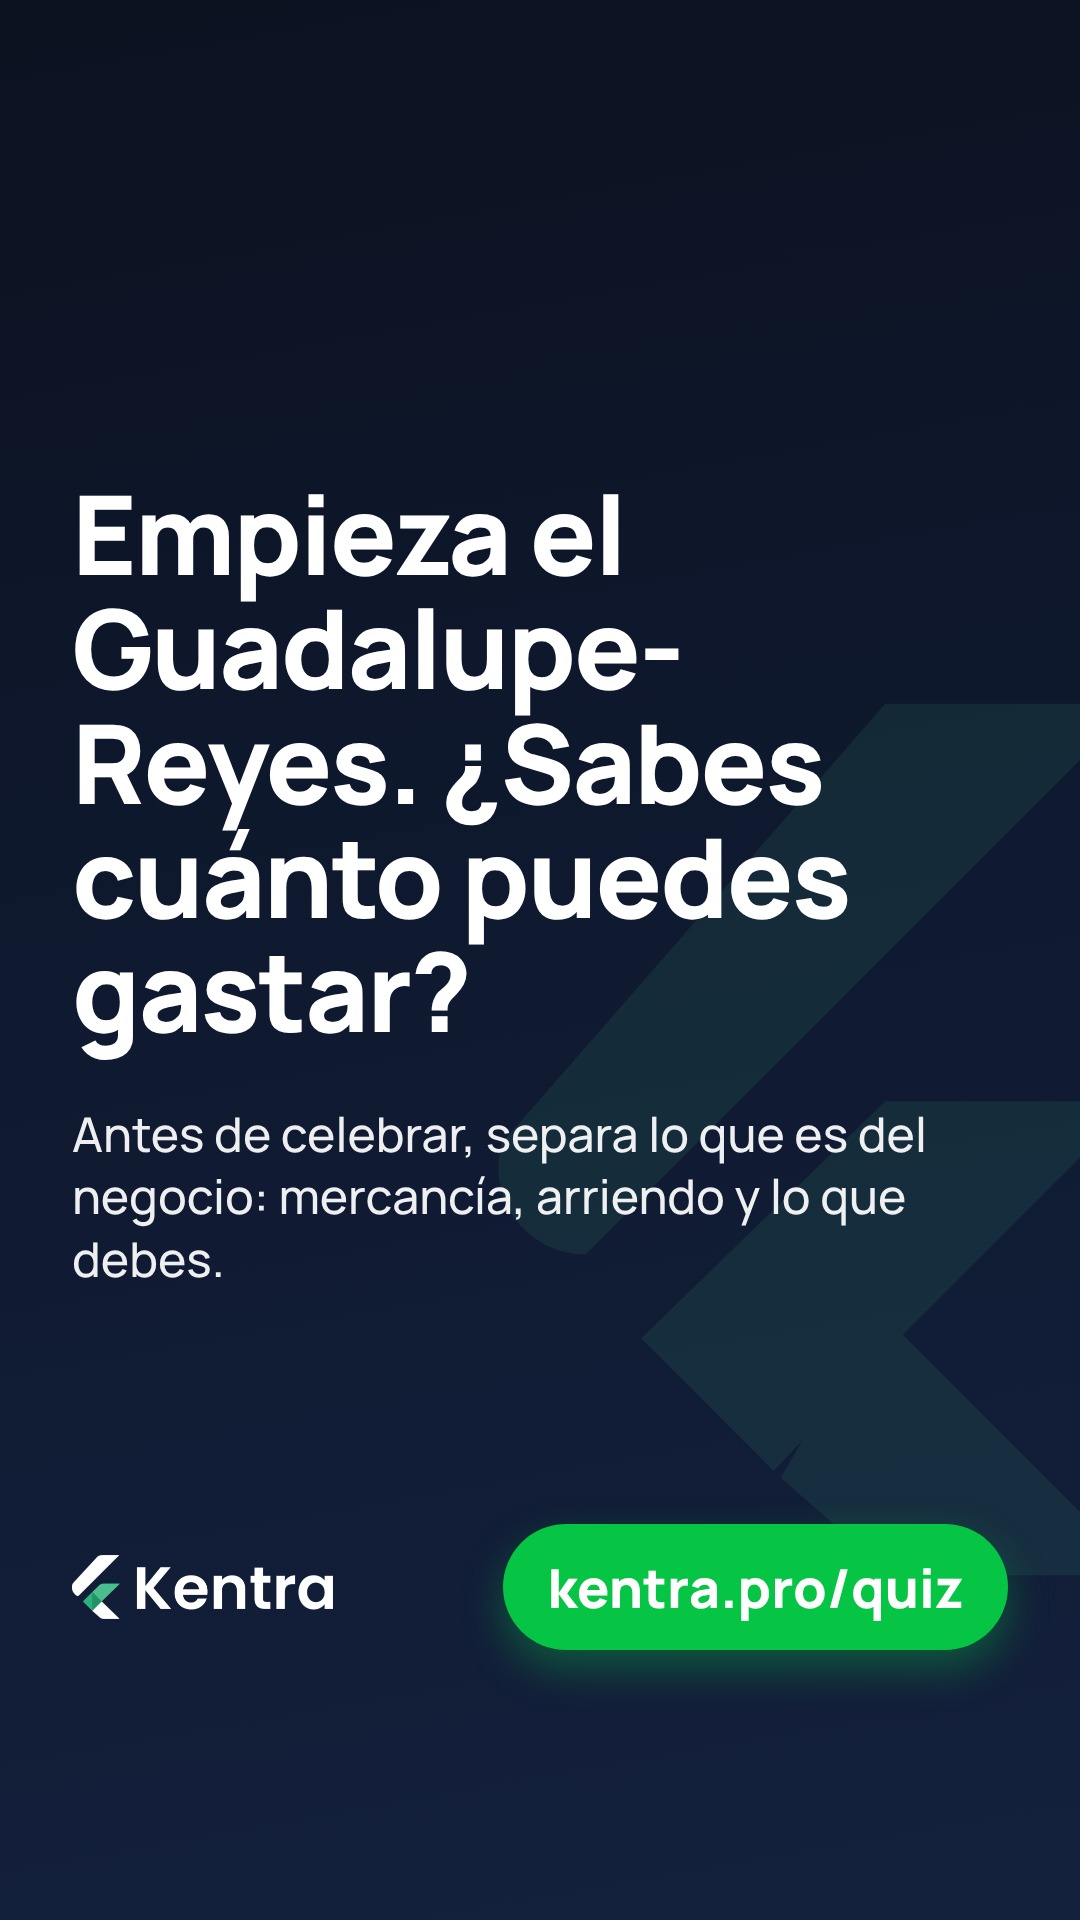 Empieza el
Guadalupe-
Reyes. ¿Sabes
cuánto puedes
gastar?
Antes de celebrar, separa lo que es del
negocio: mercancía, arriendo y lo que
debes.
Kentra
kentra.pro/quiz